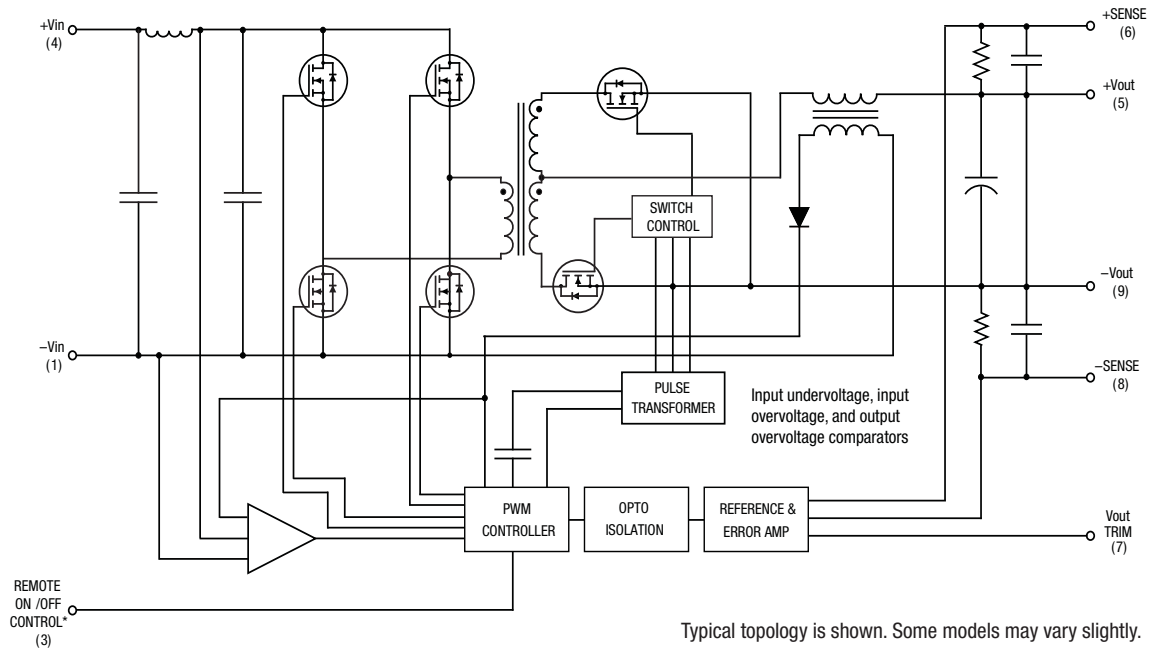 +Vin
(4)
+SENSE
(6)
+Vout
(5)
SWITCH
CONTROL
–Vout
(9)
–Vin
(1)
–SENSE
(8)
PULSE
TRANSFORMER
Input undervoltage, input
overvoltage, and output
overvoltage comparators
PWM
CONTROLLER
OPTO
ISOLATION
REFERENCE &
ERROR AMP
Vout
TRIM
(7)
REMOTE
ON /OFF
CONTROL*
(3)
Typical topology is shown. Some models may vary slightly.